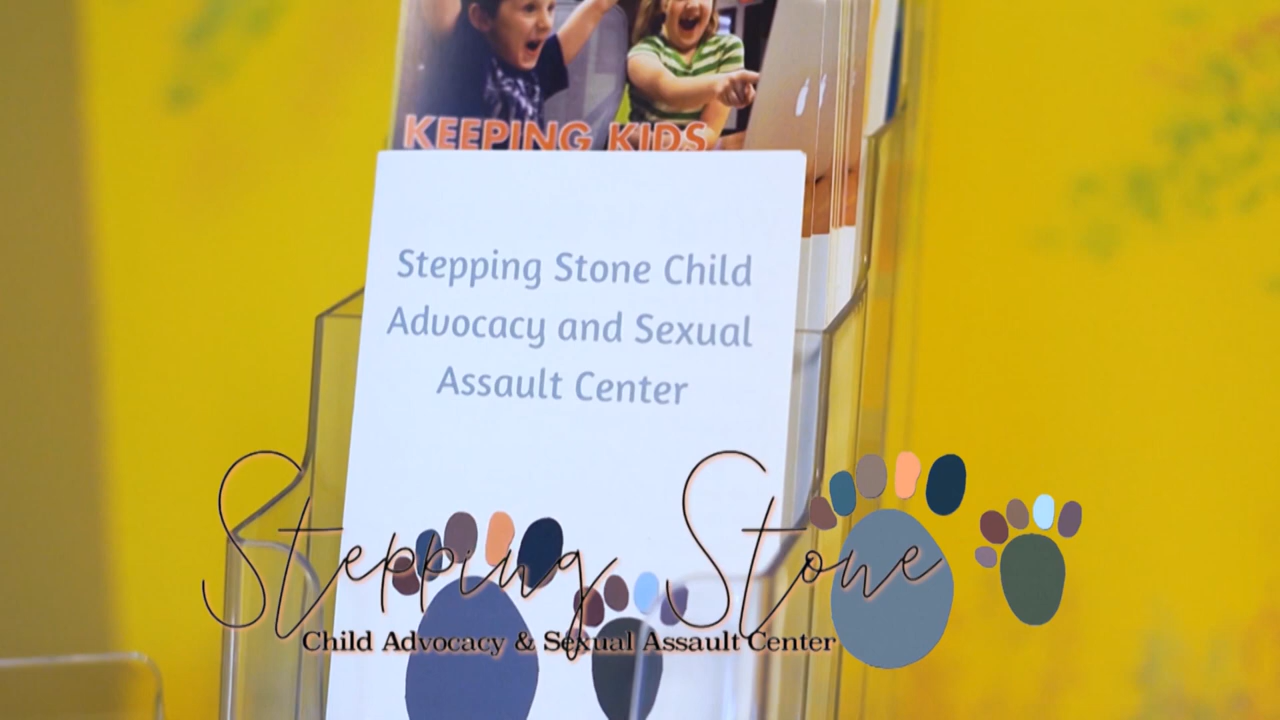 KEEPING KIDS
Stepping Stone Child
Advocacy and Sexual
Assault Center
Stepping Stone
Child Advocacy & Sexual Assault Center